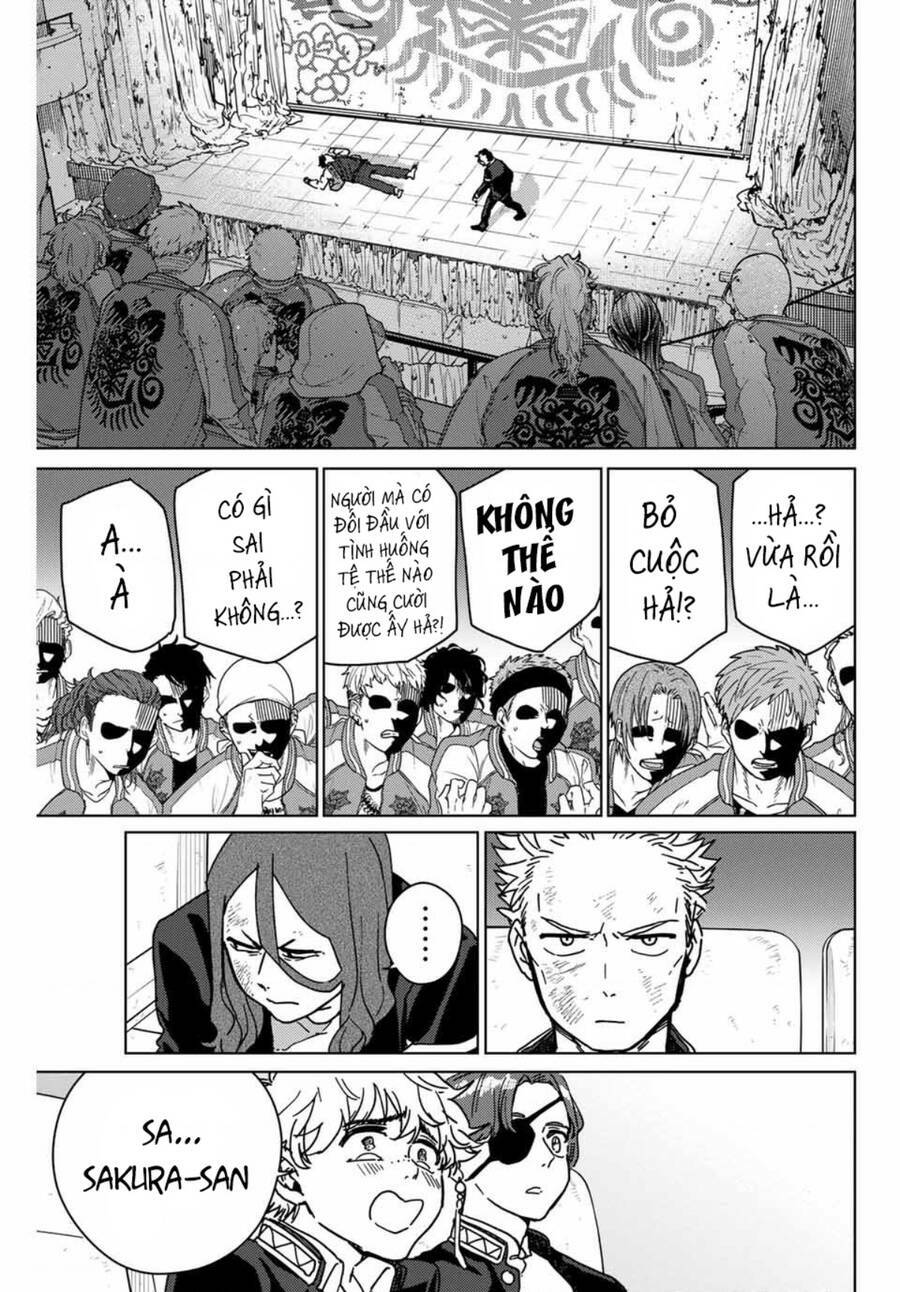 ...HẢ...?
VỪA RỒI
LÀ...
BỎ
CUỘC
HẢ!?
KHÔNG
THỂ
NÀO
NGƯỜI MÀ CÓ
ĐỐI ĐẦU VỚI
TÌNH HUỐNG
TỆ THẾ NÀO
CŨNG CƯỜI
ĐƯỢC ẤY HẢ?!
CÓ GÌ
SAI
PHẢI
KHÔNG...?
A...
À
......
SA...
SAKURA-SAN